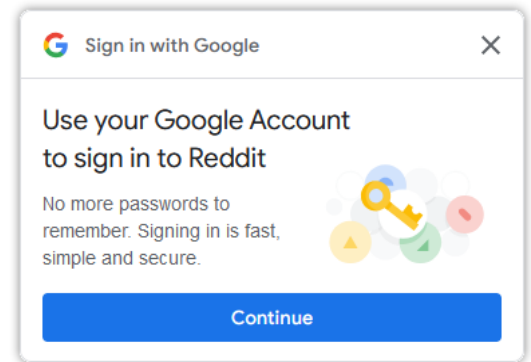 Sign in with Google
Use your Google Account
to sign in to Reddit
No more passwords to
remember. Signing in is fast,
simple and secure.
Continue